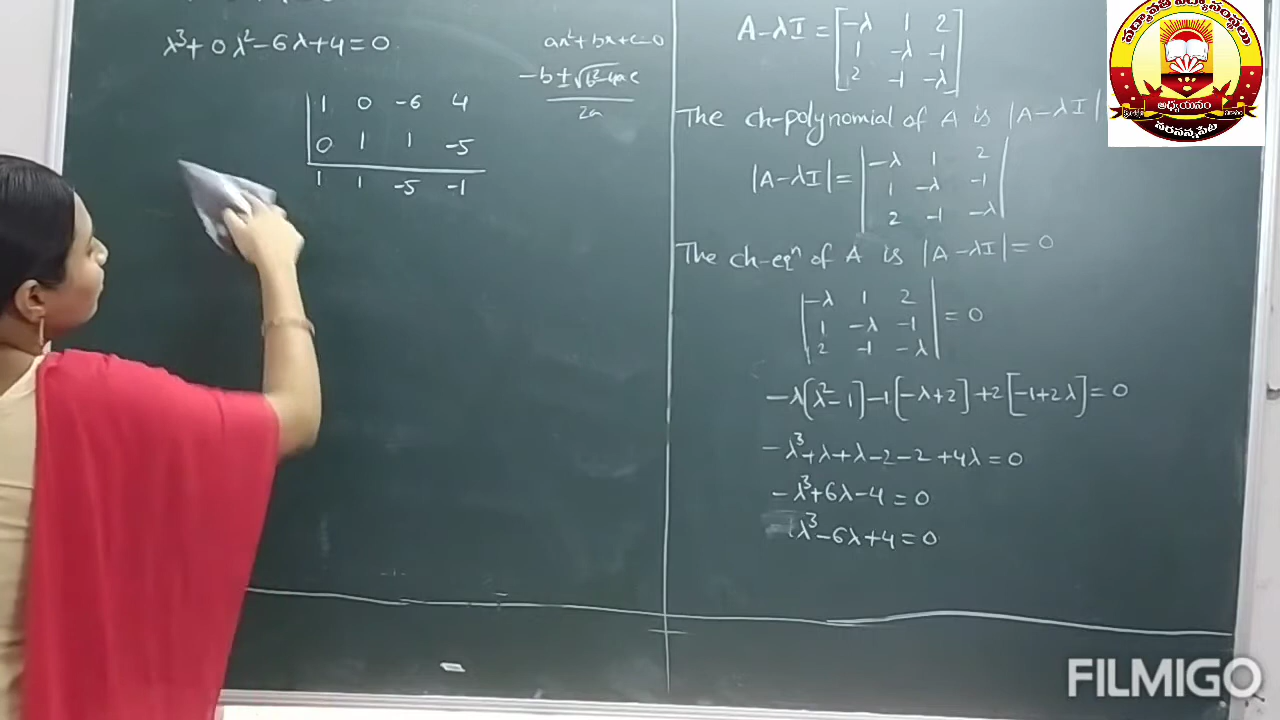 λ³+0λ²-6λ+4=0
ax²+bx+c=0
-b±√b²-4ac
2a
1 0 -6 4
0 1 1 -5
1 1 -5 -1
A-λI = [-λ 1 2
1 -λ -1
2 -1 -λ]
The ch-polynomial of A is |A-λI|
|A-λI| = |-λ 1 2
1 -λ -1
2 -1 -λ|
The ch-eqⁿ of A is |A-λI|=0
|-λ 1 2
1 -λ -1 = 0
2 -1 -λ|
-λ[λ²-1]-1[-λ+2]+2[-1+2λ]=0
-λ³+λ+λ-2-2+4λ=0
-λ³+6λ-4=0
λ³-6λ+4=0
అధ్యయనం
FILMIGO